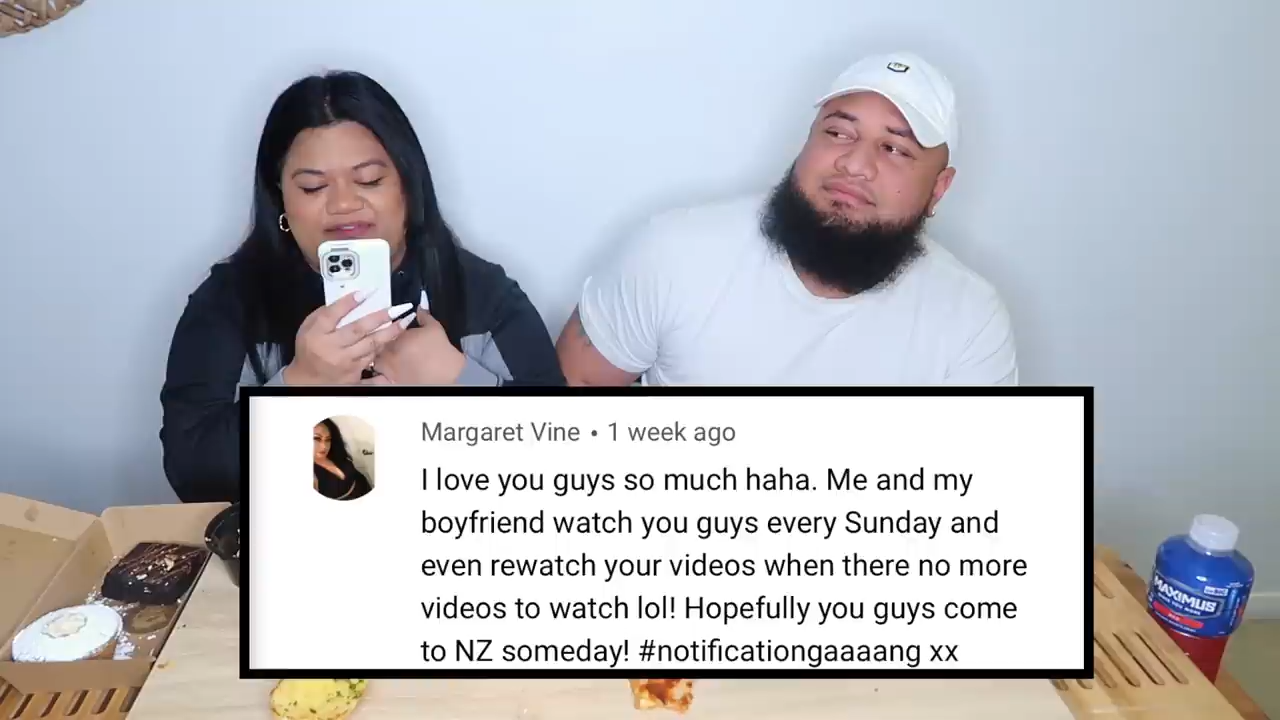 Margaret Vine • 1 week ago
I love you guys so much haha. Me and my
boyfriend watch you guys every Sunday and
even rewatch your videos when there no more
videos to watch lol! Hopefully you guys come
to NZ someday! #notificationgaaaang xx
MAXIMUS